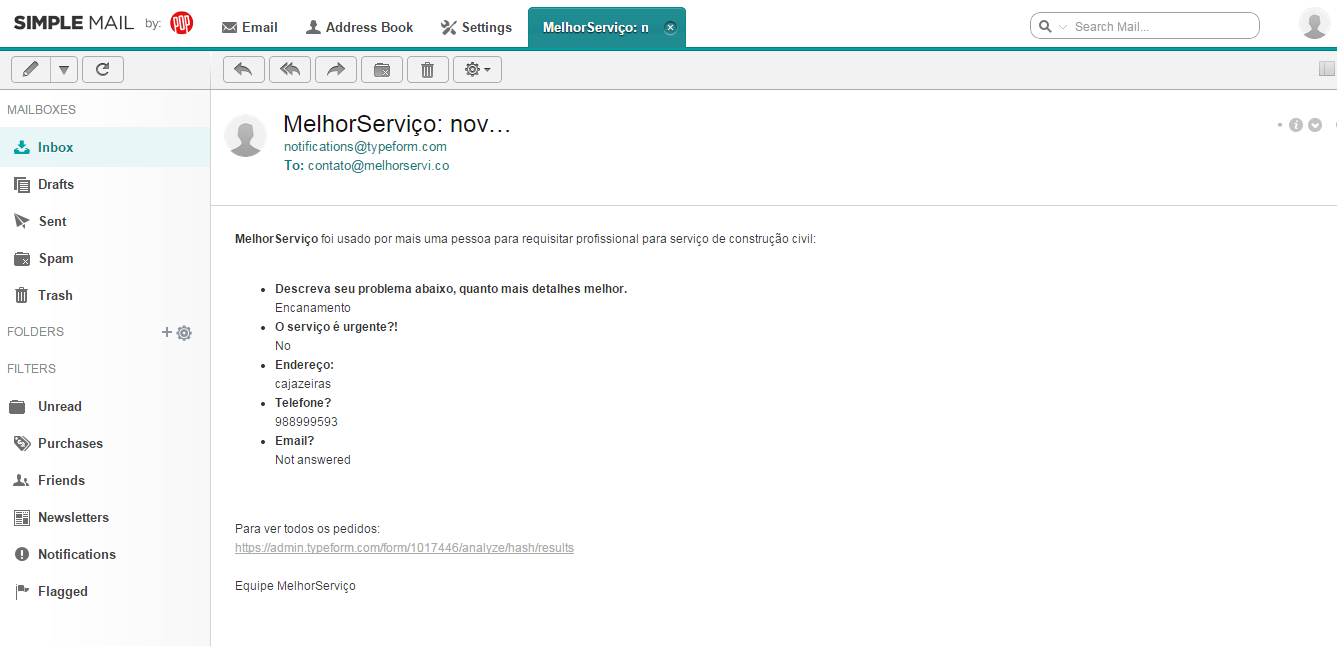 SIMPLE MAIL by: POP
Email
Address Book
Settings
MelhorServiço: n
Search Mail...
MAILBOXES
Inbox
Drafts
Sent
Spam
Trash
FOLDERS
FILTERS
Unread
Purchases
Friends
Newsletters
Notifications
Flagged
MelhorServiço: nov…
notifications@typeform.com
To: contato@melhorservi.co
MelhorServiço foi usado por mais uma pessoa para requisitar profissional para serviço de construção civil:
• Descreva seu problema abaixo, quanto mais detalhes melhor.
Encanamento
• O serviço é urgente?!
No
• Endereço:
cajazeiras
• Telefone?
988999593
• Email?
Not answered
Para ver todos os pedidos:
https://admin.typeform.com/form/1017446/analyze/hash/results
Equipe MelhorServiço